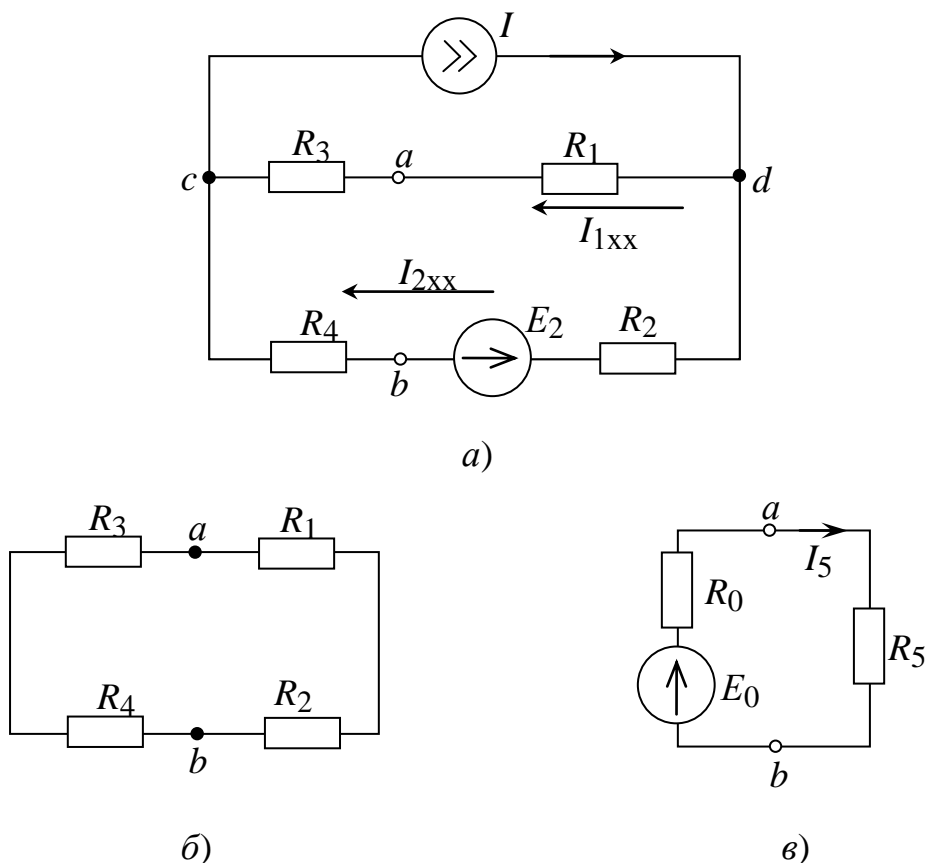 I
R3 a R1
c d
I1xx
I2xx
R4 E2 R2
b
а)
R3 a R1
R4 R2
b
б)
a
I5
R0
R5
E0
b
в)